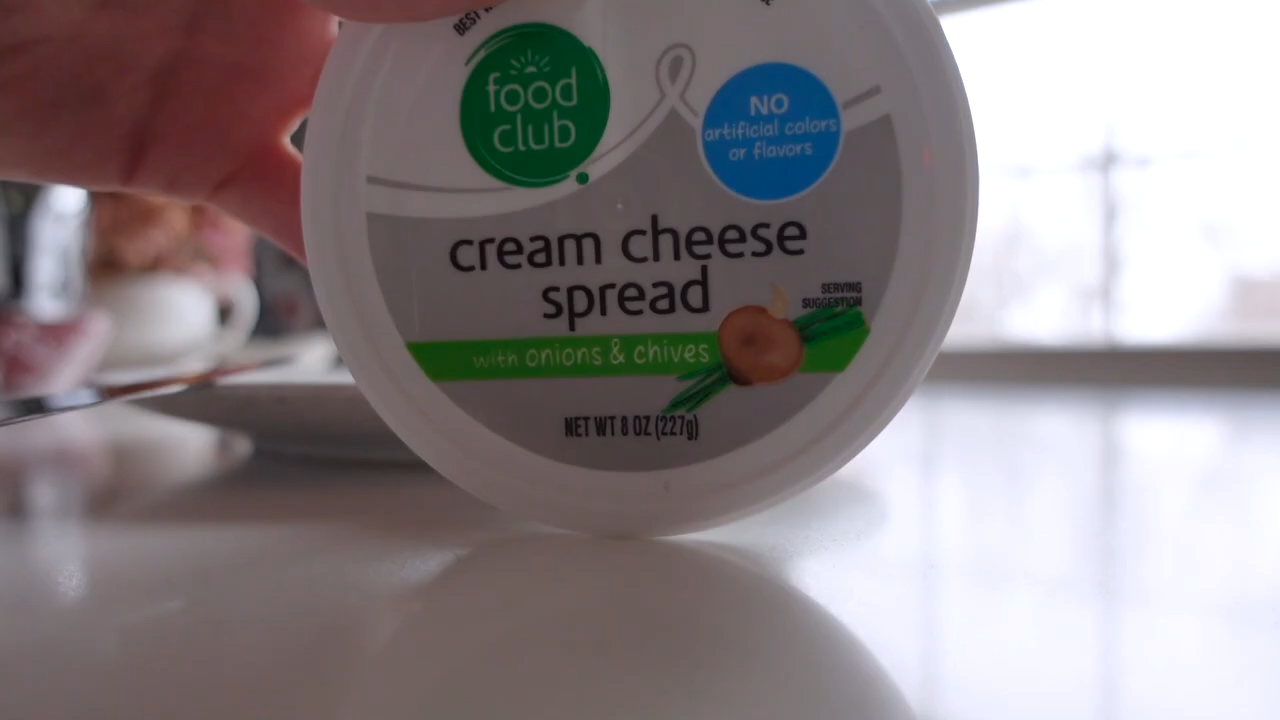 BEST
food
club
NO
artificial colors
or flavors
cream cheese
spread
SERVING
SUGGESTION
with onions & chives
NET WT 8 OZ (227g)